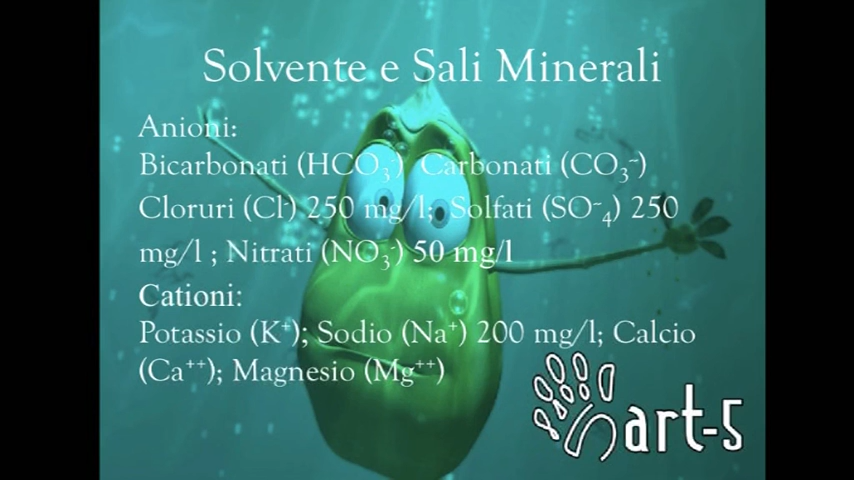 Solvente e Sali Minerali
Anioni:
Bicarbonati (HCO₃⁻) Carbonati (CO₃⁻)
Cloruri (Cl⁻) 250 mg/l; Solfati (SO⁻₄) 250
mg/l ; Nitrati (NO₃⁻) 50 mg/l
Cationi:
Potassio (K⁺); Sodio (Na⁺) 200 mg/l; Calcio
(Ca⁺⁺); Magnesio (Mg⁺⁺)
art-5